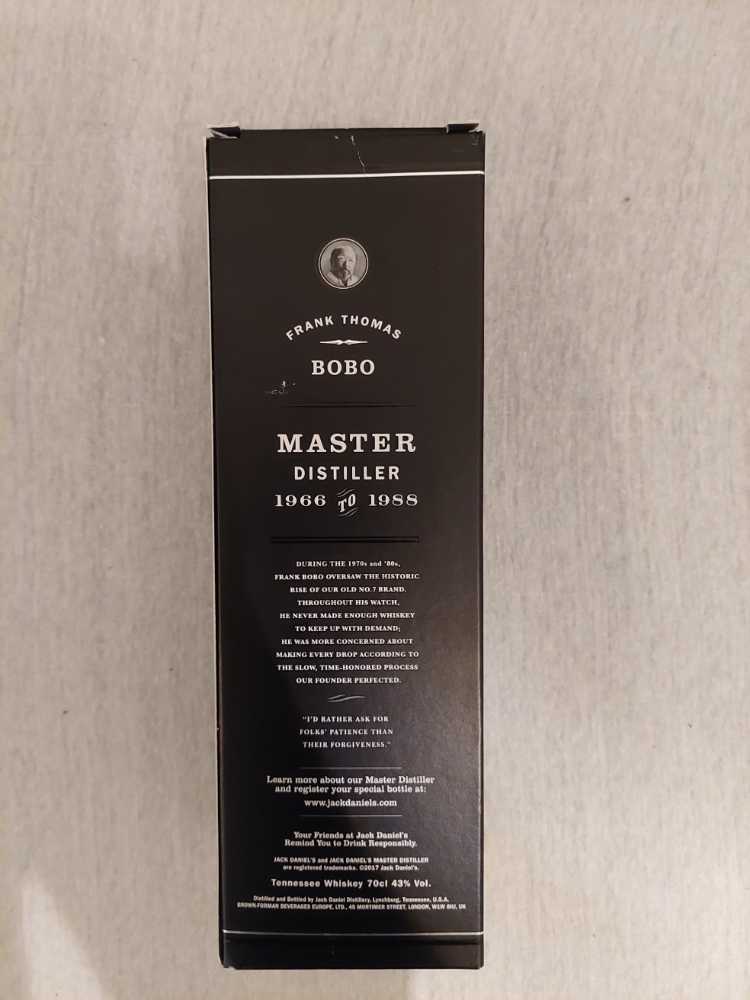 FRANK THOMAS
BOBO
MASTER
DISTILLER
1966 TO 1988
DURING THE 1970s and '80s,
FRANK BOBO OVERSAW THE HISTORIC
RISE OF OUR OLD NO.7 BRAND.
THROUGHOUT HIS WATCH,
HE NEVER MADE ENOUGH WHISKEY
TO KEEP UP WITH DEMAND;
HE WAS MORE CONCERNED ABOUT
MAKING EVERY DROP ACCORDING TO
THE SLOW, TIME-HONORED PROCESS
OUR FOUNDER PERFECTED.
"I'D RATHER ASK FOR
FOLKS' PATIENCE THAN
THEIR FORGIVENESS."
Learn more about our Master Distiller
and register your special bottle at:
www.jackdaniels.com
Your Friends at Jack Daniel's
Remind You to Drink Responsibly.
JACK DANIEL'S and JACK DANIEL'S MASTER DISTILLER
are registered trademarks. ©2017 Jack Daniel's.
Tennessee Whiskey 70cl 43% Vol.
Distilled and Bottled by Jack Daniel Distillery, Lynchburg, Tennessee, U.S.A.
BROWN-FORMAN BEVERAGES EUROPE, LTD., 45 MORTIMER STREET, LONDON, W1W 8HJ, UK